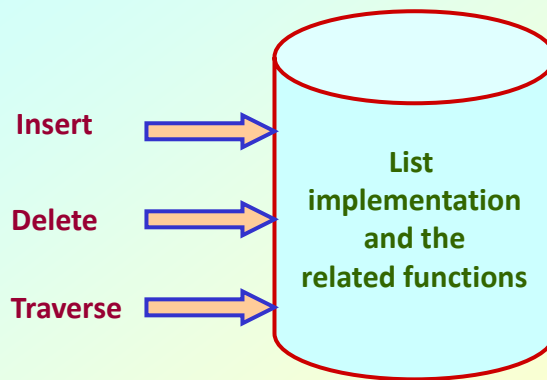 Insert
Delete
Traverse
List
implementation
and the
related functions